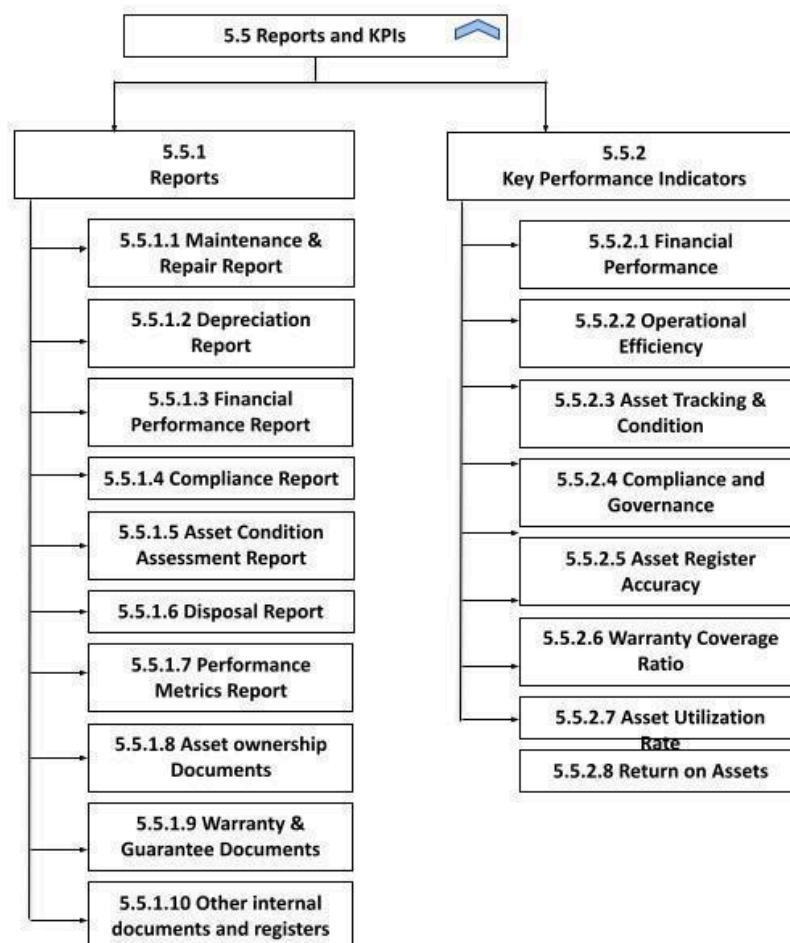 5.5 Reports and KPIs
5.5.1
Reports
5.5.1.1 Maintenance &
Repair Report
5.5.1.2 Depreciation
Report
5.5.1.3 Financial
Performance Report
5.5.1.4 Compliance Report
5.5.1.5 Asset Condition
Assessment Report
5.5.1.6 Disposal Report
5.5.1.7 Performance
Metrics Report
5.5.1.8 Asset ownership
Documents
5.5.1.9 Warranty &
Guarantee Documents
5.5.1.10 Other internal
documents and registers
5.5.2
Key Performance Indicators
5.5.2.1 Financial
Performance
5.5.2.2 Operational
Efficiency
5.5.2.3 Asset Tracking &
Condition
5.5.2.4 Compliance and
Governance
5.5.2.5 Asset Register
Accuracy
5.5.2.6 Warranty Coverage
Ratio
5.5.2.7 Asset Utilization
Rate
5.5.2.8 Return on Assets